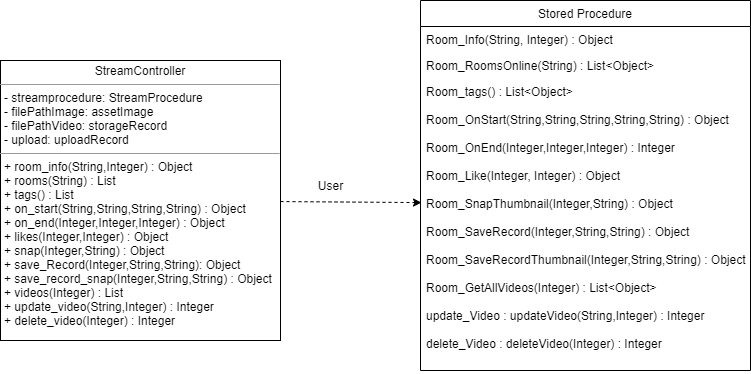 StreamController
- streamprocedure: StreamProcedure
- filePathImage: assetImage
- filePathVideo: storageRecord
- upload: uploadRecord
+ room_info(String,Integer) : Object
+ rooms(String) : List
+ tags() : List
+ on_start(String,String,String,String) : Object
+ on_end(Integer,Integer,Integer) : Object
+ likes(Integer,Integer) : Object
+ snap(Integer,String) : Object
+ save_Record(Integer,String,String): Object
+ save_record_snap(Integer,String,String) : Object
+ videos(Integer) : List
+ update_video(String,Integer) : Integer
+ delete_video(Integer) : Integer
User
Stored Procedure
Room_Info(String, Integer) : Object
Room_RoomsOnline(String) : List<Object>
Room_tags() : List<Object>
Room_OnStart(String,String,String,String,String) : Object
Room_OnEnd(Integer,Integer,Integer) : Integer
Room_Like(Integer, Integer) : Object
Room_SnapThumbnail(Integer,String) : Object
Room_SaveRecord(Integer,String,String) : Object
Room_SaveRecordThumbnail(Integer,String,String) : Object
Room_GetAllVideos(Integer) : List<Object>
update_Video : updateVideo(String,Integer) : Integer
delete_Video : deleteVideo(Integer) : Integer